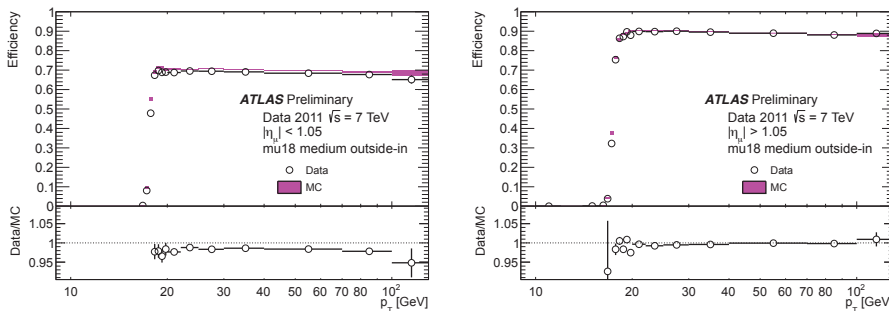 Efficiency
1
0.9
0.8
0.7
0.6
0.5
0.4
0.3
0.2
0.1
0
ATLAS Preliminary
Data 2011 √s = 7 TeV
|η_μ| < 1.05
mu18 medium outside-in
Data
MC
Data/MC
1.05
1
0.95
10 20 30 40 50 60 70 80 10²
p_T [GeV]
Efficiency
1
0.9
0.8
0.7
0.6
0.5
0.4
0.3
0.2
0.1
0
ATLAS Preliminary
Data 2011 √s = 7 TeV
|η_μ| > 1.05
mu18 medium outside-in
Data
MC
Data/MC
1.05
1
0.95
10 20 30 40 50 60 70 80 10²
p_T [GeV]